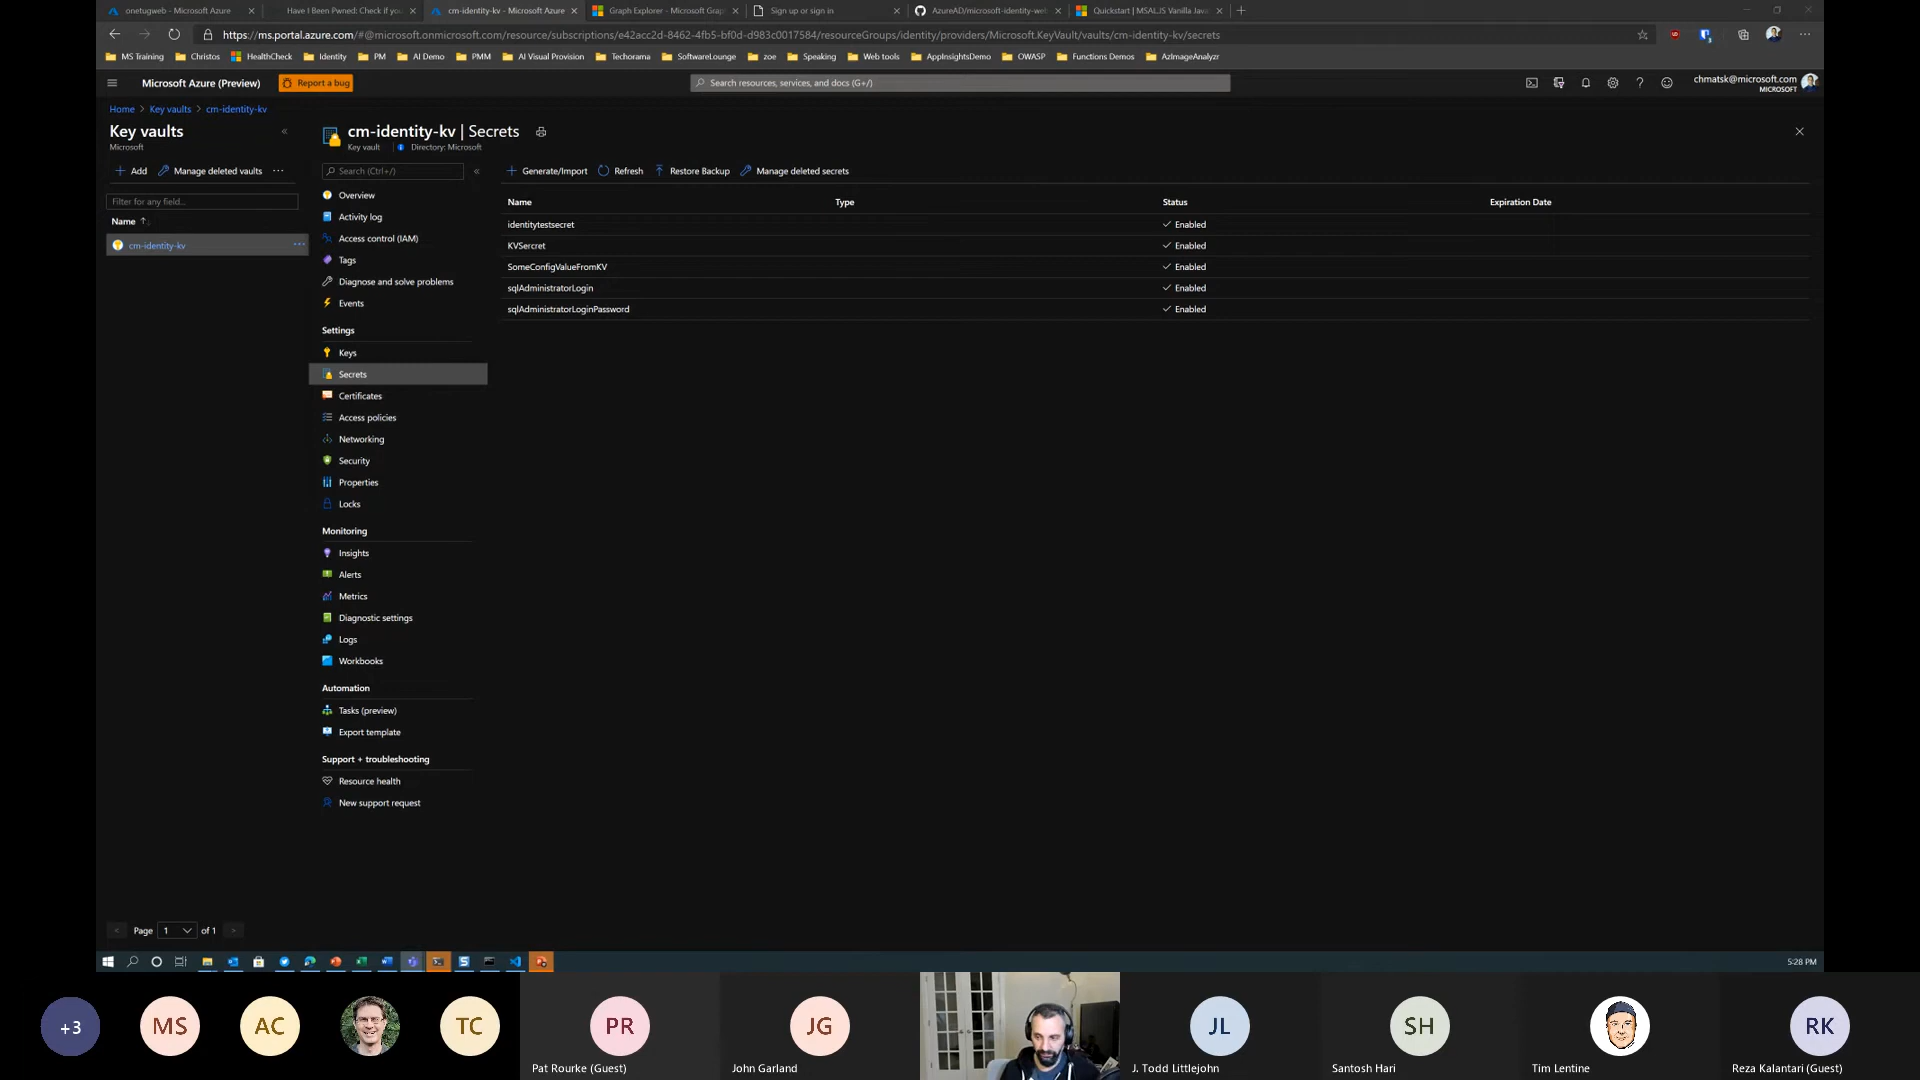 onetugweb - Microsoft Azure
Have I Been Pwned: Check if you
cm-identity-kv - Microsoft Azure
Graph Explorer - Microsoft Grap
Sign up or sign in
AzureAD/microsoft-identity-web
Quickstart | MSAL.JS Vanilla Java
https://ms.portal.azure.com/#@microsoft.onmicrosoft.com/resource/subscriptions/e42acc2d-8462-4fb5-bf0d-d983c0017584/resourceGroups/identity/providers/Microsoft.KeyVault/vaults/cm-identity-kv/secrets
MS Training
Christos
HealthCheck
Identity
PM
AI Demo
PMM
AI Visual Provision
Techorama
SoftwareLounge
zoe
Speaking
Web tools
AppInsightsDemo
OWASP
Functions Demos
AzImageAnalyzr
Microsoft Azure (Preview)
Report a bug
Search resources, services, and docs (G+/)
chmatsk@microsoft.com
MICROSOFT
Home > Key vaults > cm-identity-kv
Key vaults
Microsoft
Add
Manage deleted vaults
...
Filter for any field...
Name
cm-identity-kv
...
Page 1 of 1
cm-identity-kv | Secrets
Key vault
Directory: Microsoft
Search (Ctrl+/)
Overview
Activity log
Access control (IAM)
Tags
Diagnose and solve problems
Events
Settings
Keys
Secrets
Certificates
Access policies
Networking
Security
Properties
Locks
Monitoring
Insights
Alerts
Metrics
Diagnostic settings
Logs
Workbooks
Automation
Tasks (preview)
Export template
Support + troubleshooting
Resource health
New support request
Generate/Import
Refresh
Restore Backup
Manage deleted secrets
Name Type Status Expiration Date
identitytestsecret Enabled
KVSercret Enabled
SomeConfigValueFromKV Enabled
sqlAdministratorLogin Enabled
sqlAdministratorLoginPassword Enabled
5:28 PM
+3
MS
AC
TC
PR
Pat Rourke (Guest)
JG
John Garland
JL
J. Todd Littlejohn
SH
Santosh Hari
Tim Lentine
RK
Reza Kalantari (Guest)